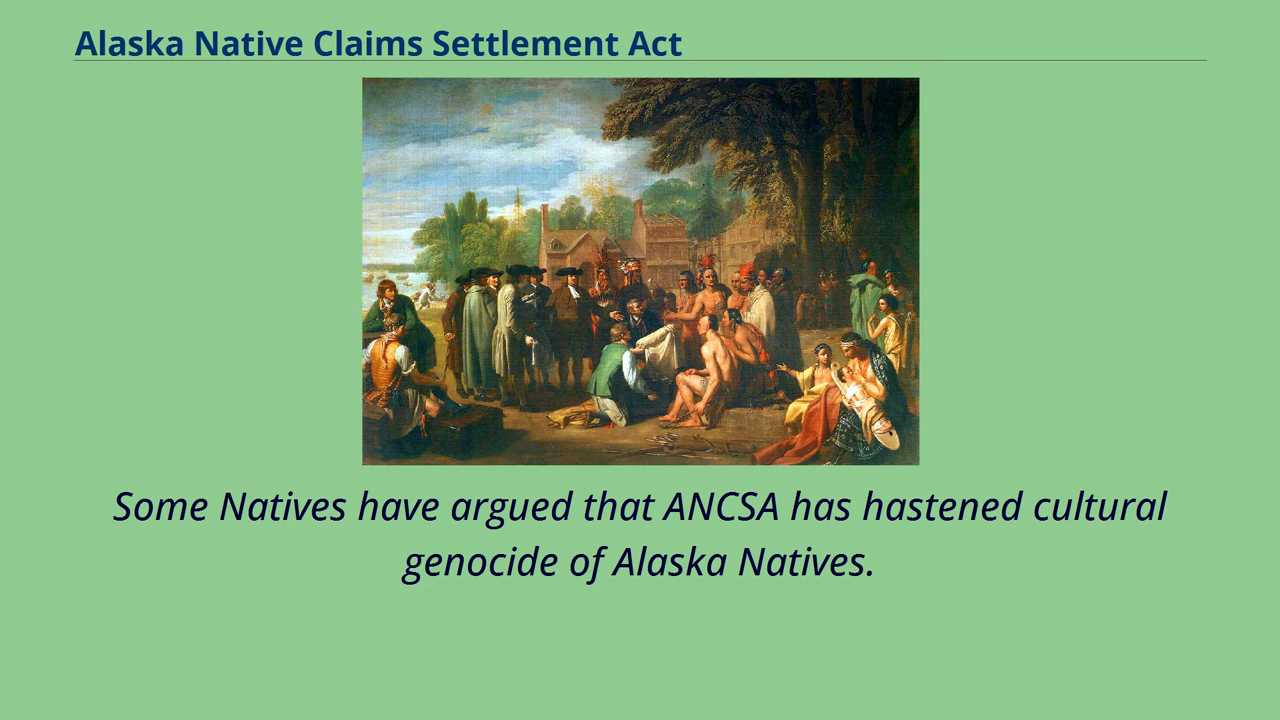 Alaska Native Claims Settlement Act
Some Natives have argued that ANCSA has hastened cultural
genocide of Alaska Natives.